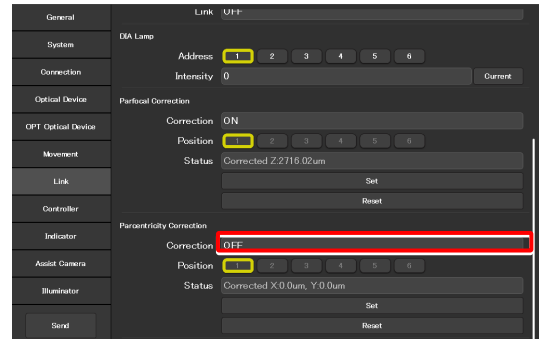 General
System
Connection
Optical Device
OPT Optical Device
Movement
Link
Controller
Indicator
Assist Camera
Illuminator
Send
Link OFF
DIA Lamp
Address 1 2 3 4 5 6
Intensity 0 Current
Parfocal Correction
Correction ON
Position 1 2 3 4 5 6
Status Corrected Z:2716.02um
Set
Reset
Parcentricity Correction
Correction OFF
Position 1 2 3 4 5 6
Status Corrected X:0.0um, Y:0.0um
Set
Reset